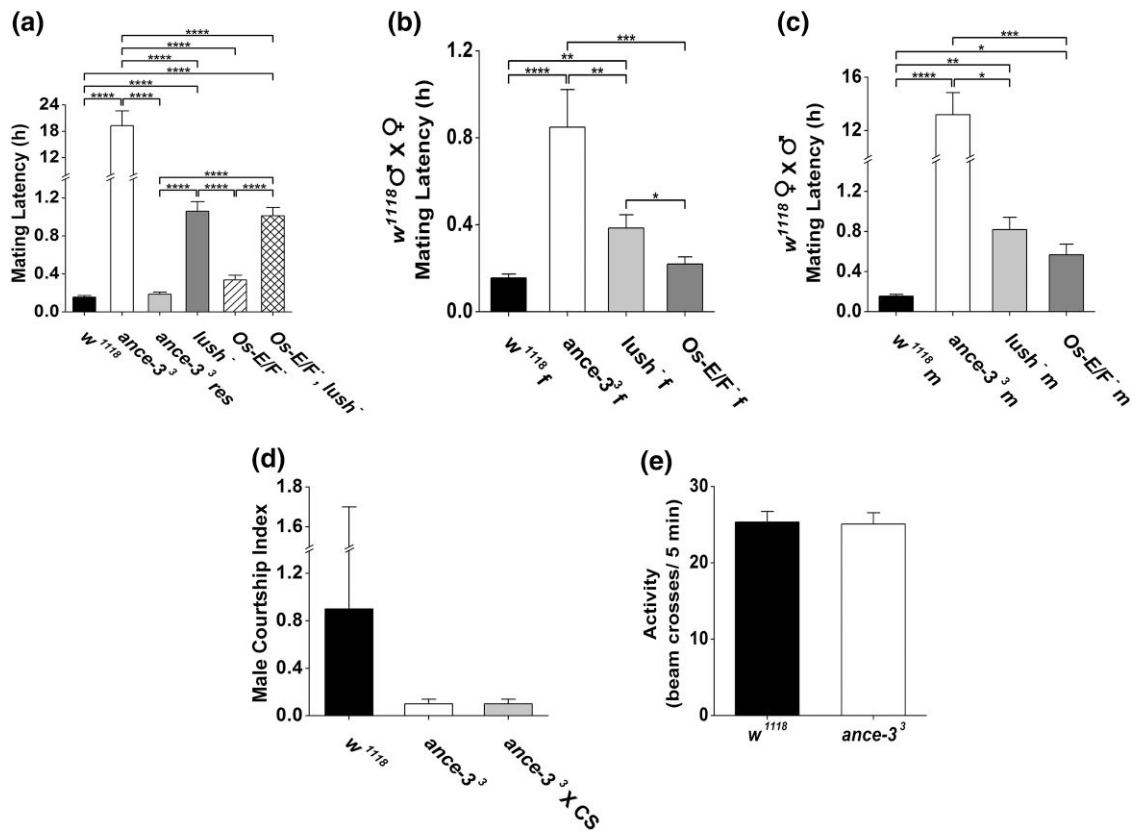 (a)
****
****
****
****
****
**** ****
Mating Latency (h)
24
18
12
1.2
0.8
0.4
0.0
****
**** **** ****
w1118
ance-3³
ance-3³ res
lush⁻
Os-E/F⁻
Os-E/F⁻, lush⁻
(b)
w1118♂ X ♀
Mating Latency (h)
1.2
0.8
0.4
0.0
***
**
**** **
*
w1118 f
ance-3³ f
lush⁻ f
Os-E/F⁻ f
(c)
w1118♀ X ♂
Mating Latency (h)
16
14
12
1.2
0.8
0.4
0.0
***
*
**
**** *
w1118 m
ance-3³ m
lush⁻ m
Os-E/F⁻ m
(d)
Male Courtship Index
1.8
1.6
1.2
0.8
0.4
0.0
w1118
ance-3³
ance-3³ X CS
(e)
Activity
(beam crosses/ 5 min)
30
20
10
0
w1118
ance-3³